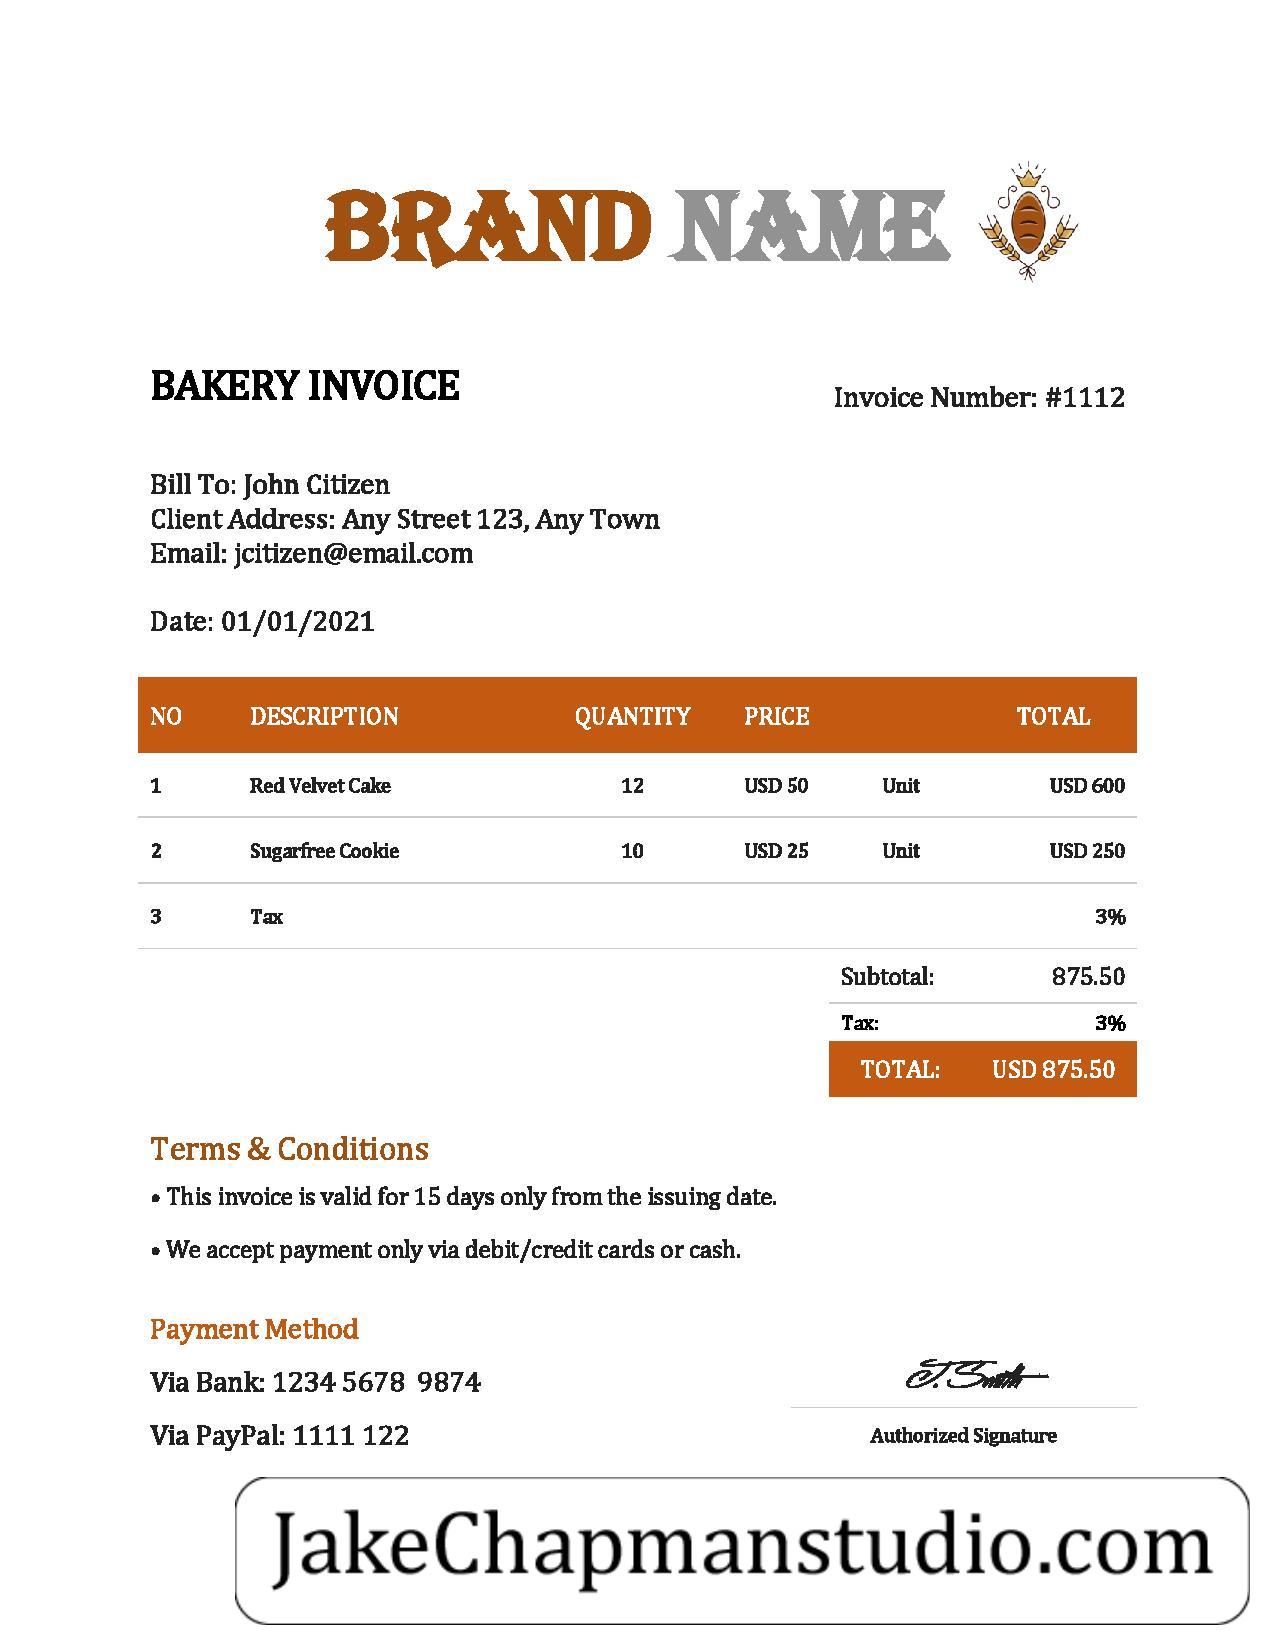 BRAND NAME
BAKERY INVOICE
Invoice Number: #1112
Bill To: John Citizen
Client Address: Any Street 123, Any Town
Email: jcitizen@email.com
Date: 01/01/2021
NO DESCRIPTION QUANTITY PRICE TOTAL
1 Red Velvet Cake 12 USD 50 Unit USD 600
2 Sugarfree Cookie 10 USD 25 Unit USD 250
3 Tax 3%
Subtotal: 875.50
Tax: 3%
TOTAL: USD 875.50
Terms & Conditions
• This invoice is valid for 15 days only from the issuing date.
• We accept payment only via debit/credit cards or cash.
Payment Method
Via Bank: 1234 5678 9874
Via PayPal: 1111 122
J. Smith
Authorized Signature
JakeChapmanstudio.com